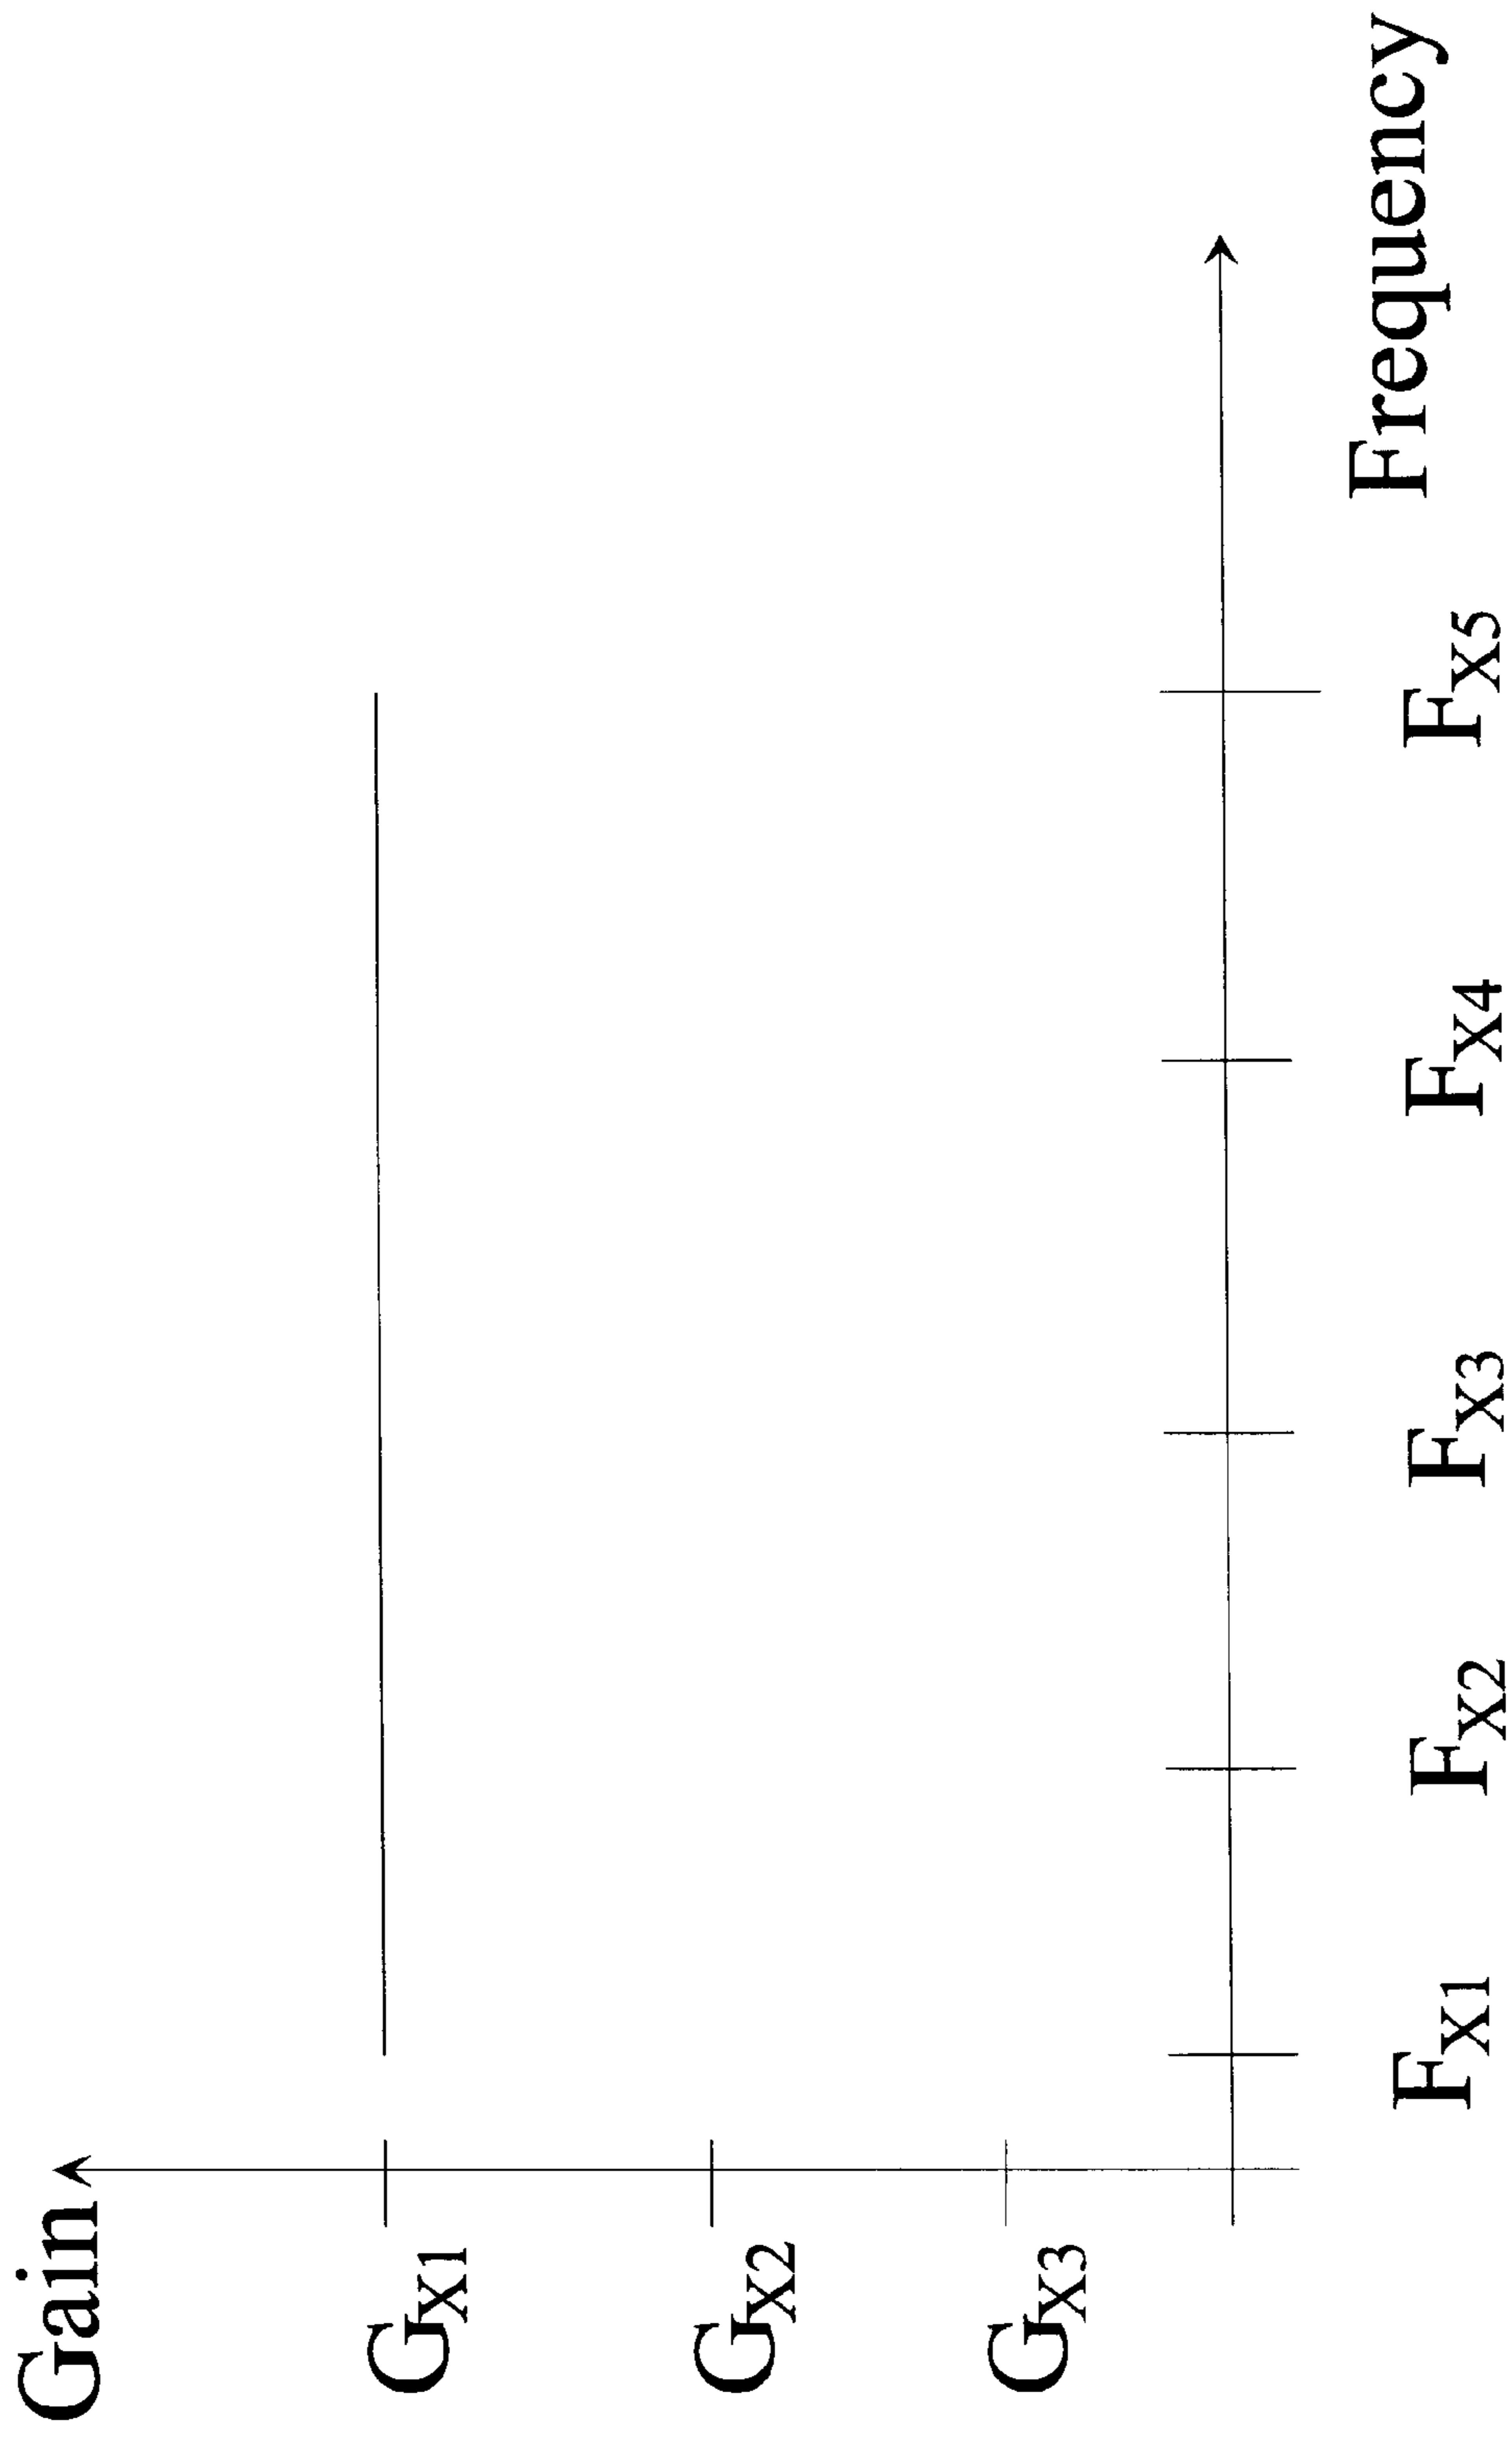 Gain
GX1
GX2
GX3
FX1 FX2 FX3 FX4 FX5
Frequency